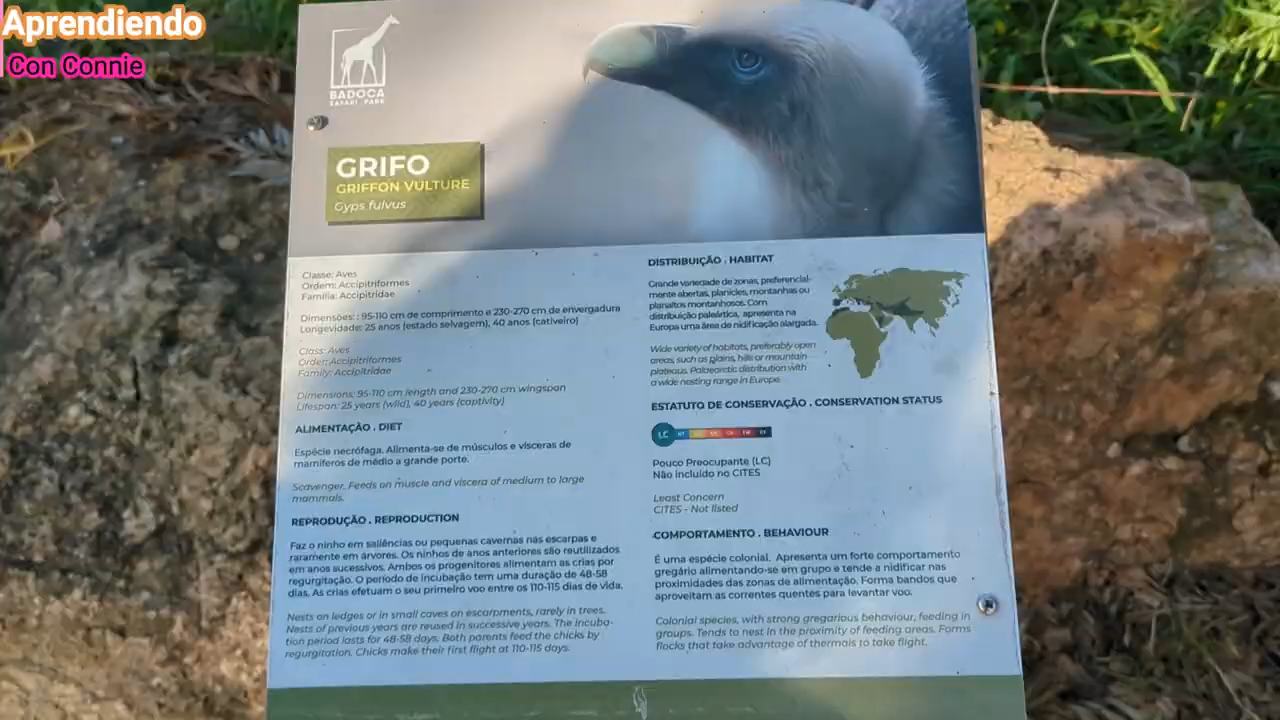 Aprendiendo
Con Connie
BADOCA
SAFARI PARK
GRIFO
GRIFFON VULTURE
Gyps fulvus
Classe: Aves
Ordem: Accipitriformes
Família: Accipitridae
Dimensões: : 95-110 cm de comprimento e 230-270 cm de envergadura
Longevidade: 25 anos (estado selvagem), 40 anos (cativeiro)
Class: Aves
Order: Accipitriformes
Family: Accipitridae
Dimensions: 95-110 cm length and 230-270 cm wingspan
Lifespan: 25 years (wild), 40 years (captivity)
ALIMENTAÇÃO . DIET
Espécie necrófaga. Alimenta-se de músculos e vísceras de
mamíferos de médio a grande porte.
Scavenger. Feeds on muscle and viscera of medium to large
mammals.
REPRODUÇÃO . REPRODUCTION
Faz o ninho em saliências ou pequenas cavernas nas escarpas e
raramente em árvores. Os ninhos de anos anteriores são reutilizados
em anos sucessivos. Ambos os progenitores alimentam as crias por
regurgitação. O período de incubação tem uma duração de 48-58
dias. As crias efetuam o seu primeiro voo entre os 110-115 dias de vida.
Nests on ledges or in small caves on escarpments, rarely in trees.
Nests of previous years are reused in successive years. The incuba-
tion period lasts for 48-58 days. Both parents feed the chicks by
regurgitation. Chicks make their first flight at 110-115 days.
DISTRIBUIÇÃO . HABITAT
Grande variedade de zonas, preferencial-
mente abertas, planícies, montanhas ou
planaltos montanhosos. Com
distribuição paleártica, apresenta na
Europa uma área de nidificação alargada.
Wide variety of habitats, preferably open
areas, such as plains, hills or mountain
plateaus. Palaearctic distribution with
a wide nesting range in Europe.
ESTATUTO DE CONSERVAÇÃO . CONSERVATION STATUS
LC NT VU EN CR EW EX
Pouco Preocupante (LC)
Não incluído no CITES
Least Concern
CITES - Not listed
COMPORTAMENTO . BEHAVIOUR
É uma espécie colonial. Apresenta um forte comportamento
gregário alimentando-se em grupo e tende a nidificar nas
proximidades das zonas de alimentação. Forma bandos que
aproveitam as correntes quentes para levantar voo.
Colonial species, with strong gregarious behaviour, feeding in
groups. Tends to nest in the proximity of feeding areas. Forms
flocks that take advantage of thermals to take flight.